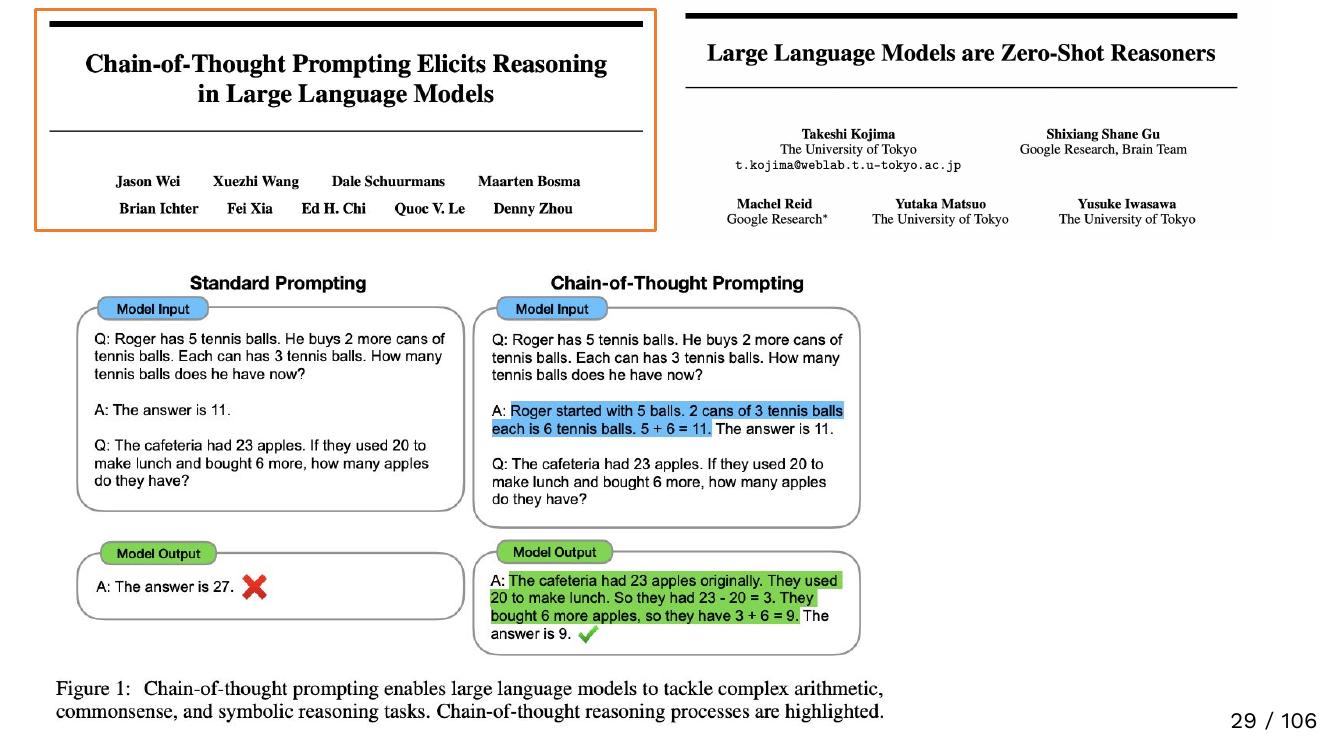 Chain-of-Thought Prompting Elicits Reasoning
in Large Language Models
Jason Wei Xuezhi Wang Dale Schuurmans Maarten Bosma
Brian Ichter Fei Xia Ed H. Chi Quoc V. Le Denny Zhou
Large Language Models are Zero-Shot Reasoners
Takeshi Kojima
The University of Tokyo
t.kojima@weblab.t.u-tokyo.ac.jp
Shixiang Shane Gu
Google Research, Brain Team
Machel Reid
Google Research*
Yutaka Matsuo
The University of Tokyo
Yusuke Iwasawa
The University of Tokyo
Standard Prompting
Model Input
Q: Roger has 5 tennis balls. He buys 2 more cans of
tennis balls. Each can has 3 tennis balls. How many
tennis balls does he have now?
A: The answer is 11.
Q: The cafeteria had 23 apples. If they used 20 to
make lunch and bought 6 more, how many apples
do they have?
Model Output
A: The answer is 27.
Chain-of-Thought Prompting
Model Input
Q: Roger has 5 tennis balls. He buys 2 more cans of
tennis balls. Each can has 3 tennis balls. How many
tennis balls does he have now?
A: Roger started with 5 balls. 2 cans of 3 tennis balls
each is 6 tennis balls. 5 + 6 = 11. The answer is 11.
Q: The cafeteria had 23 apples. If they used 20 to
make lunch and bought 6 more, how many apples
do they have?
Model Output
A: The cafeteria had 23 apples originally. They used
20 to make lunch. So they had 23 - 20 = 3. They
bought 6 more apples, so they have 3 + 6 = 9. The
answer is 9.
Figure 1: Chain-of-thought prompting enables large language models to tackle complex arithmetic,
commonsense, and symbolic reasoning tasks. Chain-of-thought reasoning processes are highlighted.
29 / 106